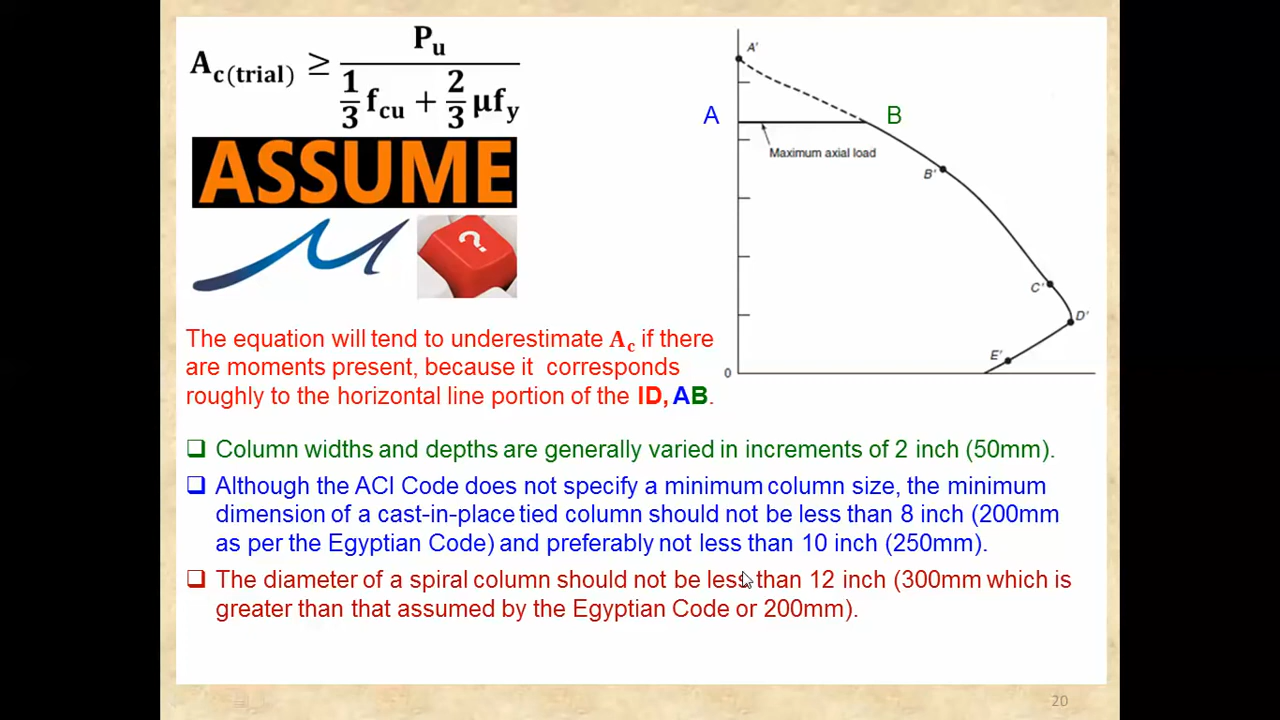 A_c(trial) ≥ P_u / (1/3 f_cu + 2/3 μf_y)
ASSUME
μ
?
A'
A
B
Maximum axial load
B'
C'
D'
E'
0
The equation will tend to underestimate A_c if there
are moments present, because it corresponds
roughly to the horizontal line portion of the ID, AB.
❑ Column widths and depths are generally varied in increments of 2 inch (50mm).
❑ Although the ACI Code does not specify a minimum column size, the minimum
dimension of a cast-in-place tied column should not be less than 8 inch (200mm
as per the Egyptian Code) and preferably not less than 10 inch (250mm).
❑ The diameter of a spiral column should not be less than 12 inch (300mm which is
greater than that assumed by the Egyptian Code or 200mm).
20